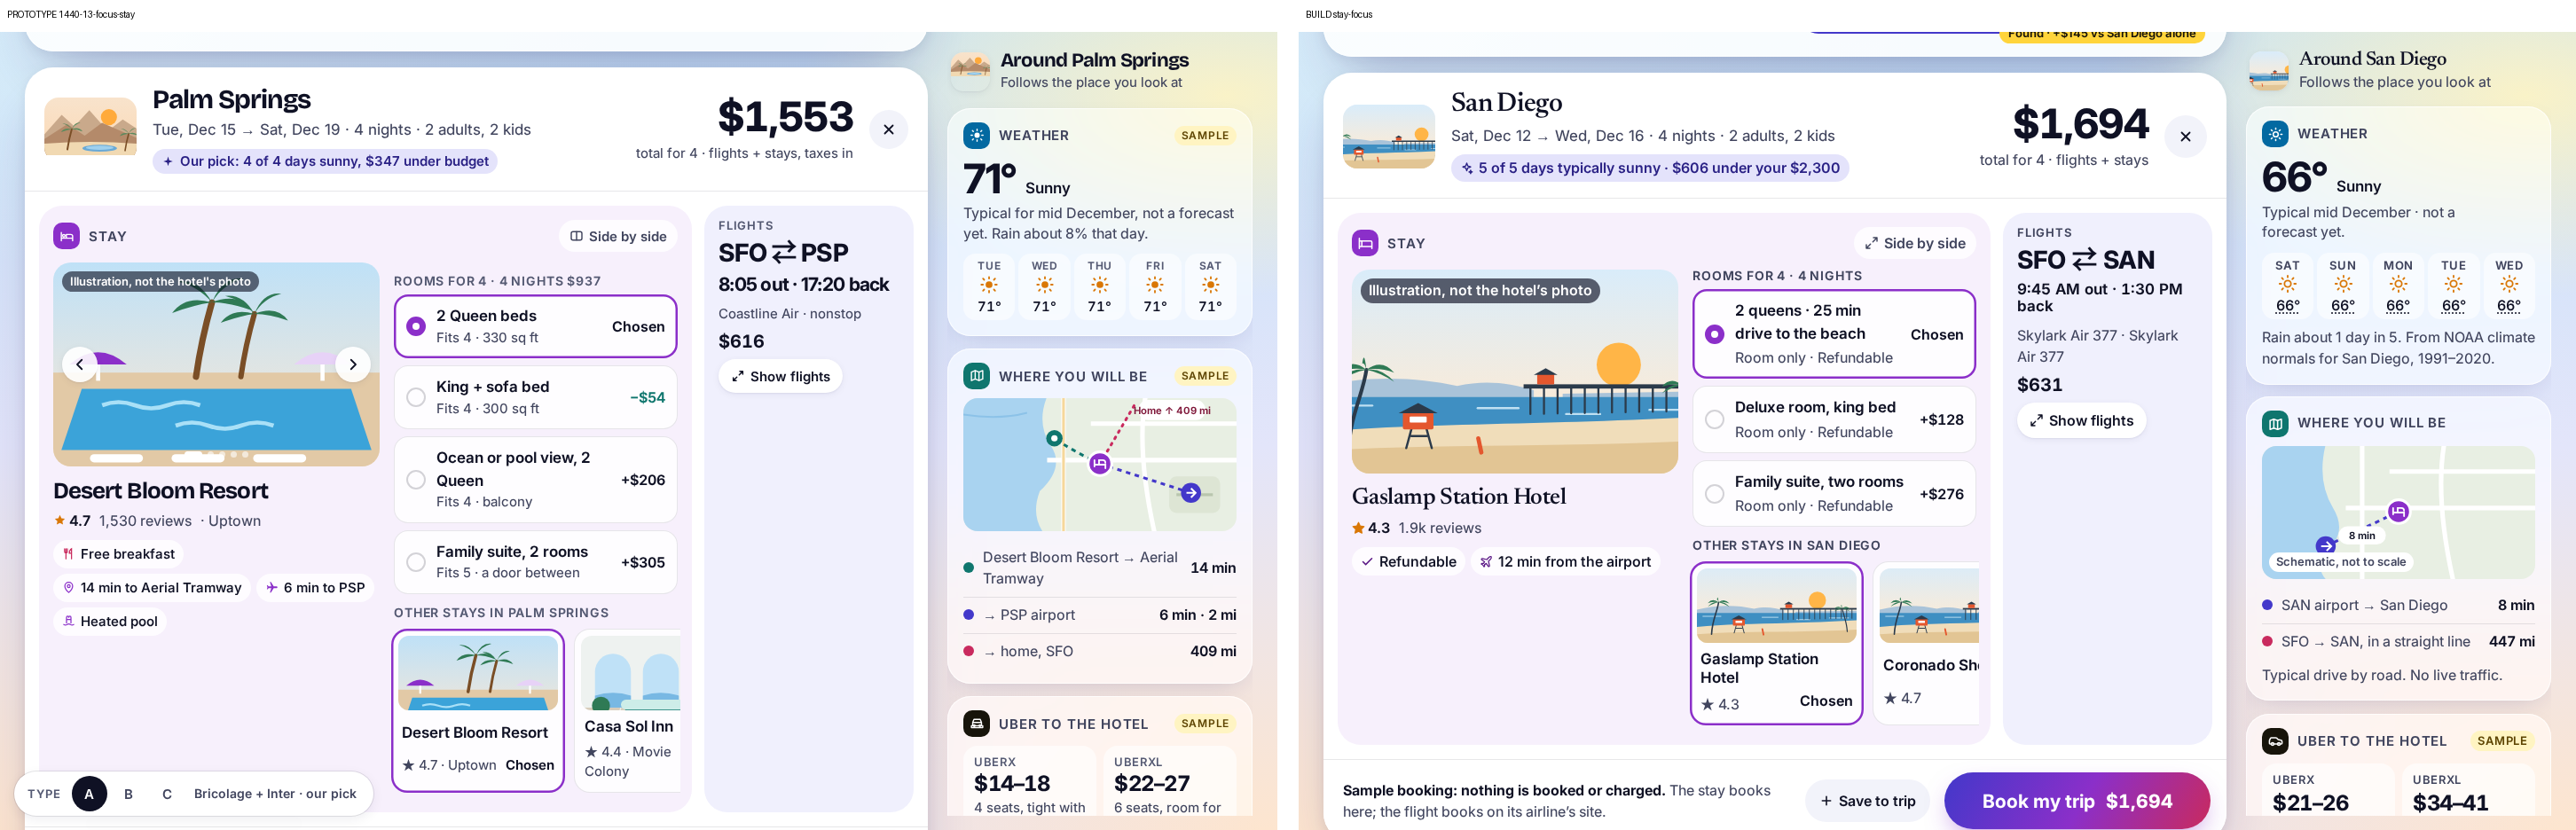 PROTOTYPE 1440-13-focus-stay
Palm Springs
Tue, Dec 15 → Sat, Dec 19 · 4 nights · 2 adults, 2 kids
Our pick: 4 of 4 days sunny, $347 under budget
$1,553
total for 4 · flights + stays, taxes in
STAY
Side by side
Illustration, not the hotel's photo
Desert Bloom Resort
4.7 1,530 reviews · Uptown
Free breakfast
14 min to Aerial Tramway
6 min to PSP
Heated pool
ROOMS FOR 4 · 4 NIGHTS $937
2 Queen beds
Fits 4 · 330 sq ft
Chosen
King + sofa bed
Fits 4 · 300 sq ft
−$54
Ocean or pool view, 2
Queen
Fits 4 · balcony
+$206
Family suite, 2 rooms
Fits 5 · a door between
+$305
OTHER STAYS IN PALM SPRINGS
Desert Bloom Resort
★ 4.7 · Uptown Chosen
Casa Sol Inn
★ 4.4 · Movie
Colony
FLIGHTS
SFO ⇄ PSP
8:05 out · 17:20 back
Coastline Air · nonstop
$616
Show flights
TYPE A B C Bricolage + Inter · our pick
Around Palm Springs
Follows the place you look at
WEATHER SAMPLE
71° Sunny
Typical for mid December, not a forecast
yet. Rain about 8% that day.
TUE WED THU FRI SAT
71° 71° 71° 71° 71°
WHERE YOU WILL BE SAMPLE
Home ↑ 409 mi
Desert Bloom Resort → Aerial
Tramway
14 min
→ PSP airport 6 min · 2 mi
→ home, SFO 409 mi
UBER TO THE HOTEL SAMPLE
UBERX
$14–18
4 seats, tight with
UBERXL
$22–27
6 seats, room for
BUILD stay-focus
Found · +$145 vs San Diego alone
San Diego
Sat, Dec 12 → Wed, Dec 16 · 4 nights · 2 adults, 2 kids
5 of 5 days typically sunny · $606 under your $2,300
$1,694
total for 4 · flights + stays
STAY
Side by side
Illustration, not the hotel’s photo
Gaslamp Station Hotel
4.3 1.9k reviews
Refundable
12 min from the airport
ROOMS FOR 4 · 4 NIGHTS
2 queens · 25 min
drive to the beach
Room only · Refundable
Chosen
Deluxe room, king bed
Room only · Refundable
+$128
Family suite, two rooms
Room only · Refundable
+$276
OTHER STAYS IN SAN DIEGO
Gaslamp Station
Hotel
★ 4.3 Chosen
Coronado Sh
★ 4.7
FLIGHTS
SFO ⇄ SAN
9:45 AM out · 1:30 PM
back
Skylark Air 377 · Skylark
Air 377
$631
Show flights
Sample booking: nothing is booked or charged. The stay books
here; the flight books on its airline’s site.
+ Save to trip
Book my trip $1,694
Around San Diego
Follows the place you look at
WEATHER
66° Sunny
Typical mid December · not a
forecast yet.
SAT SUN MON TUE WED
66° 66° 66° 66° 66°
Rain about 1 day in 5. From NOAA climate
normals for San Diego, 1991–2020.
WHERE YOU WILL BE
8 min
Schematic, not to scale
SAN airport → San Diego 8 min
SFO → SAN, in a straight line 447 mi
Typical drive by road. No live traffic.
UBER TO THE HOTEL SAMPLE
UBERX
$21–26
UBERXL
$34–41